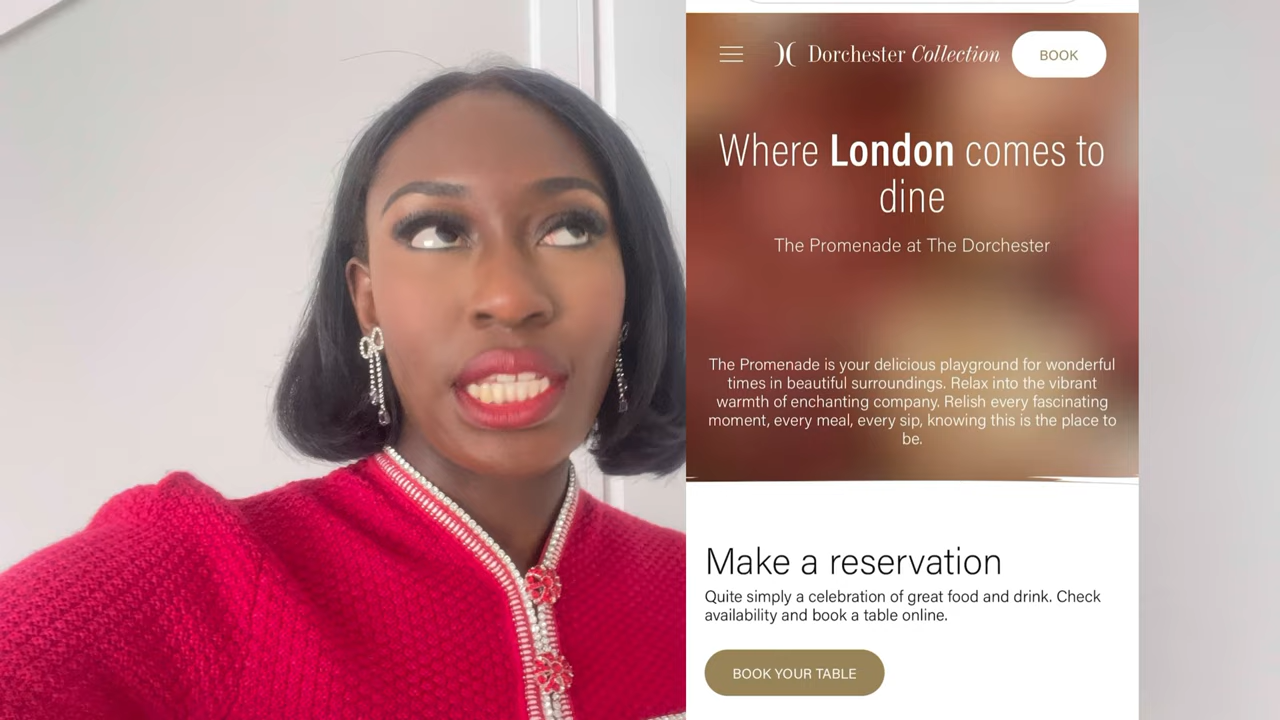 Dorchester Collection
BOOK
Where London comes to
dine
The Promenade at The Dorchester
The Promenade is your delicious playground for wonderful
times in beautiful surroundings. Relax into the vibrant
warmth of enchanting company. Relish every fascinating
moment, every meal, every sip, knowing this is the place to
be.
Make a reservation
Quite simply a celebration of great food and drink. Check
availability and book a table online.
BOOK YOUR TABLE